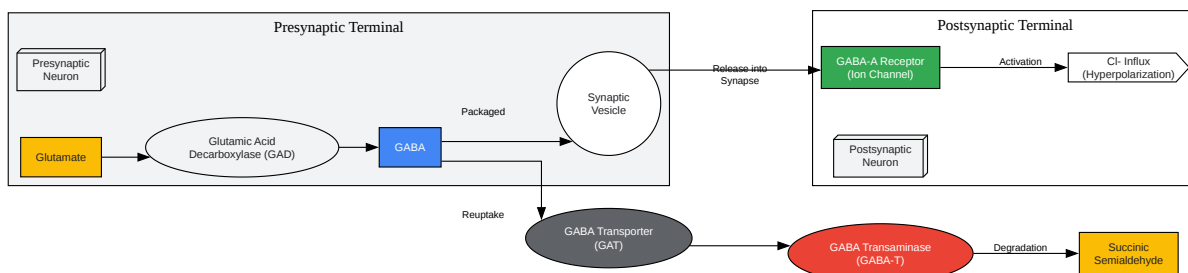 Presynaptic Terminal
Postsynaptic Terminal
Presynaptic
Neuron
GABA-A Receptor
(Ion Channel)
Activation
Cl- Influx
(Hyperpolarization)
Release into
Synapse
Synaptic
Vesicle
Packaged
Glutamate
Glutamic Acid
Decarboxylase (GAD)
GABA
Postsynaptic
Neuron
Reuptake
GABA Transporter
(GAT)
GABA Transaminase
(GABA-T)
Degradation
Succinic
Semialdehyde